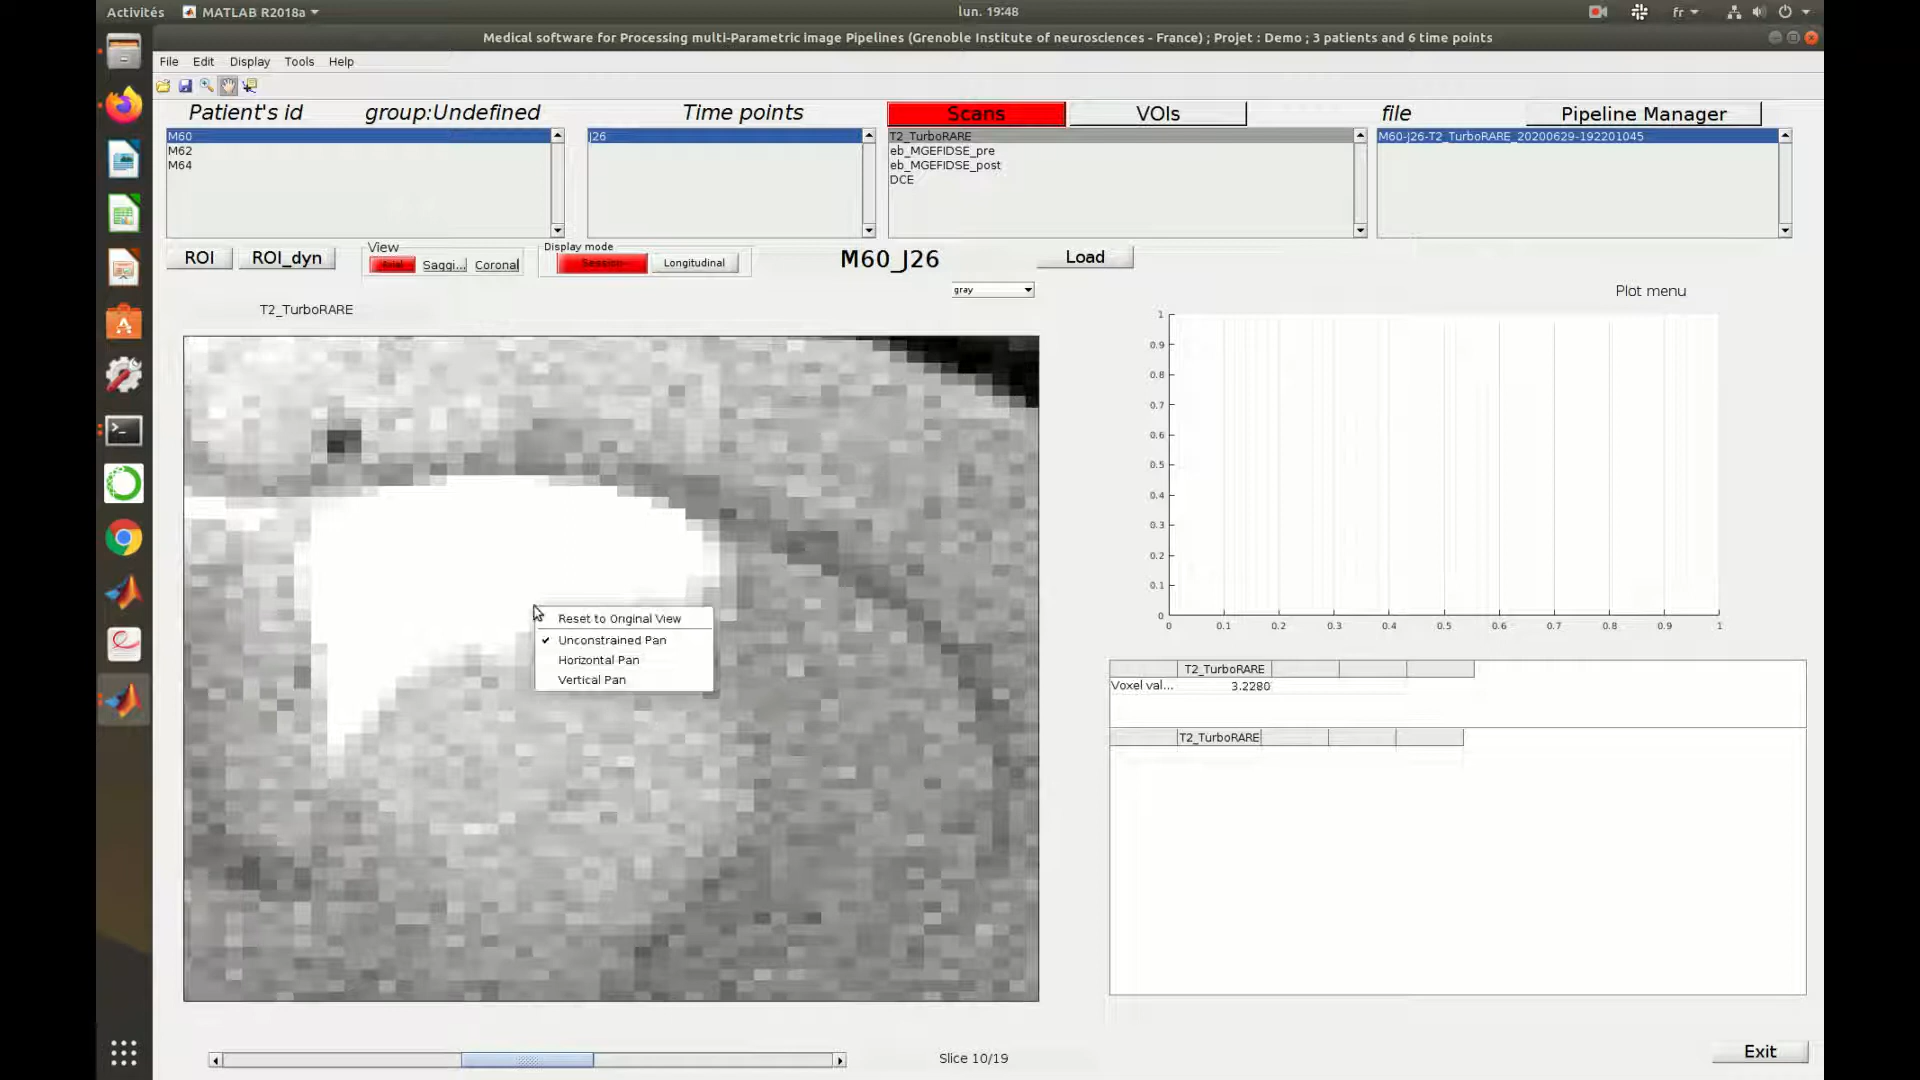 Activités
MATLAB R2018a
lun. 19:48
fr
Medical software for Processing multi-Parametric image Pipelines (Grenoble Institute of neurosciences - France) ; Projet : Demo ; 3 patients and 6 time points
File Edit Display Tools Help
Patient's id group:Undefined Time points Scans VOIs file Pipeline Manager
M60
M62
M64
J26
T2_TurboRARE
eb_MGEFIDSE_pre
eb_MGEFIDSE_post
DCE
M60-J26-T2_TurboRARE_20200629-192201045
ROI ROI_dyn
View
Axial Saggi... Coronal
Display mode
Session Longitudinal
M60_J26
Load
gray
T2_TurboRARE
Plot menu
1
0.9
0.8
0.7
0.6
0.5
0.4
0.3
0.2
0.1
0
0 0.1 0.2 0.3 0.4 0.5 0.6 0.7 0.8 0.9 1
Reset to Original View
Unconstrained Pan
Horizontal Pan
Vertical Pan
T2_TurboRARE
Voxel val... 3.2280
T2_TurboRARE
Slice 10/19
Exit